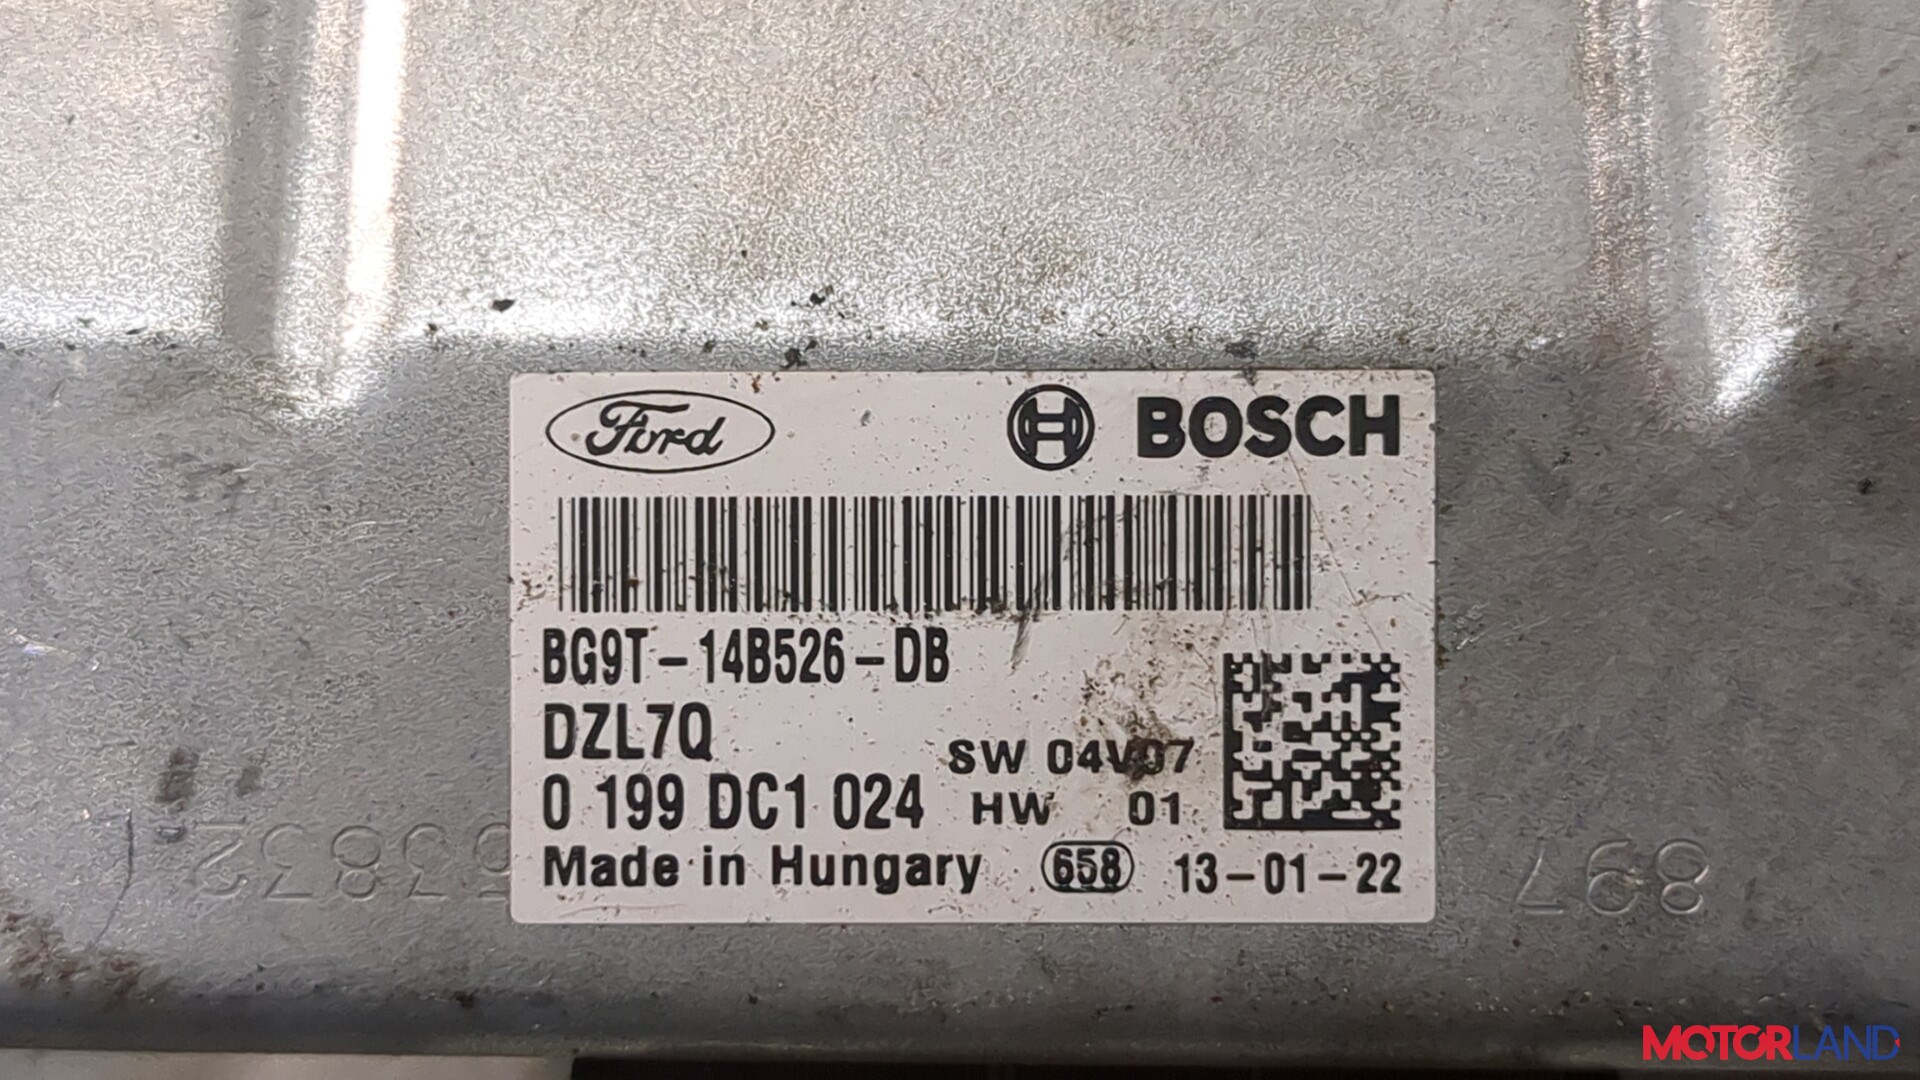 Ford BOSCH
BG9T-14B526-DB
DZL7Q
SW 04V07
0 199 DC1 024 HW 01
Made in Hungary 658 13-01-22
897
MOTORLAND